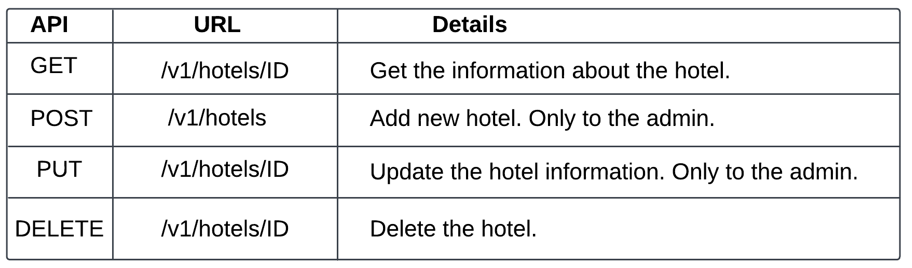 API URL Details
GET /v1/hotels/ID Get the information about the hotel.
POST /v1/hotels Add new hotel. Only to the admin.
PUT /v1/hotels/ID Update the hotel information. Only to the admin.
DELETE /v1/hotels/ID Delete the hotel.